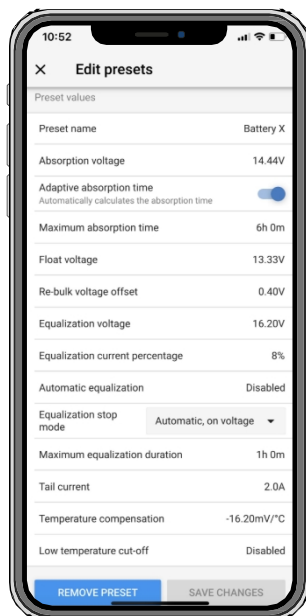 10:52
× Edit presets
Preset values
Preset name Battery X
Absorption voltage 14.44V
Adaptive absorption time
Automatically calculates the absorption time
Maximum absorption time 6h 0m
Float voltage 13.33V
Re-bulk voltage offset 0.40V
Equalization voltage 16.20V
Equalization current percentage 8%
Automatic equalization Disabled
Equalization stop
mode Automatic, on voltage
Maximum equalization duration 1h 0m
Tail current 2.0A
Temperature compensation -16.20mV/°C
Low temperature cut-off Disabled
REMOVE PRESET SAVE CHANGES